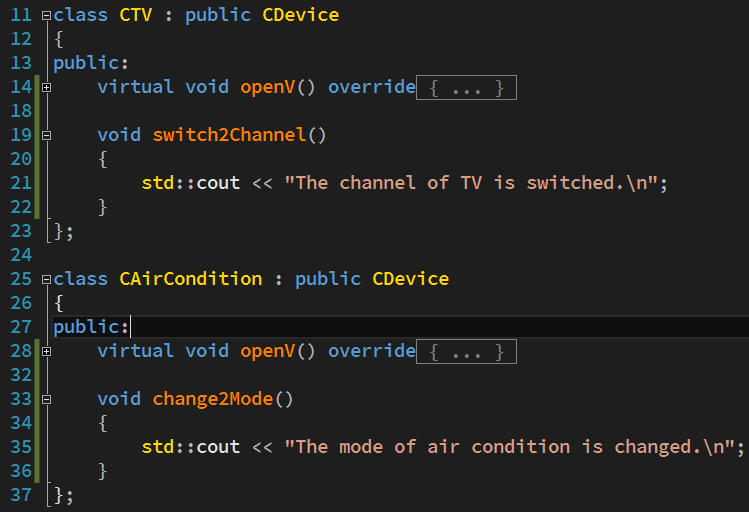 11 class CTV : public CDevice
12 {
13 public:
14     virtual void openV() override { ... }
18
19     void switch2Channel()
20     {
21         std::cout << "The channel of TV is switched.\n";
22     }
23 };
24
25 class CAirCondition : public CDevice
26 {
27 public:
28     virtual void openV() override { ... }
32
33     void change2Mode()
34     {
35         std::cout << "The mode of air condition is changed.\n";
36     }
37 };